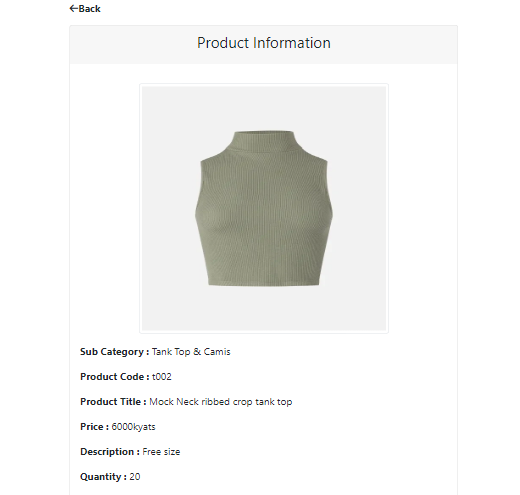 ←Back
Product Information
Sub Category : Tank Top & Camis
Product Code : t002
Product Title : Mock Neck ribbed crop tank top
Price : 6000kyats
Description : Free size
Quantity : 20